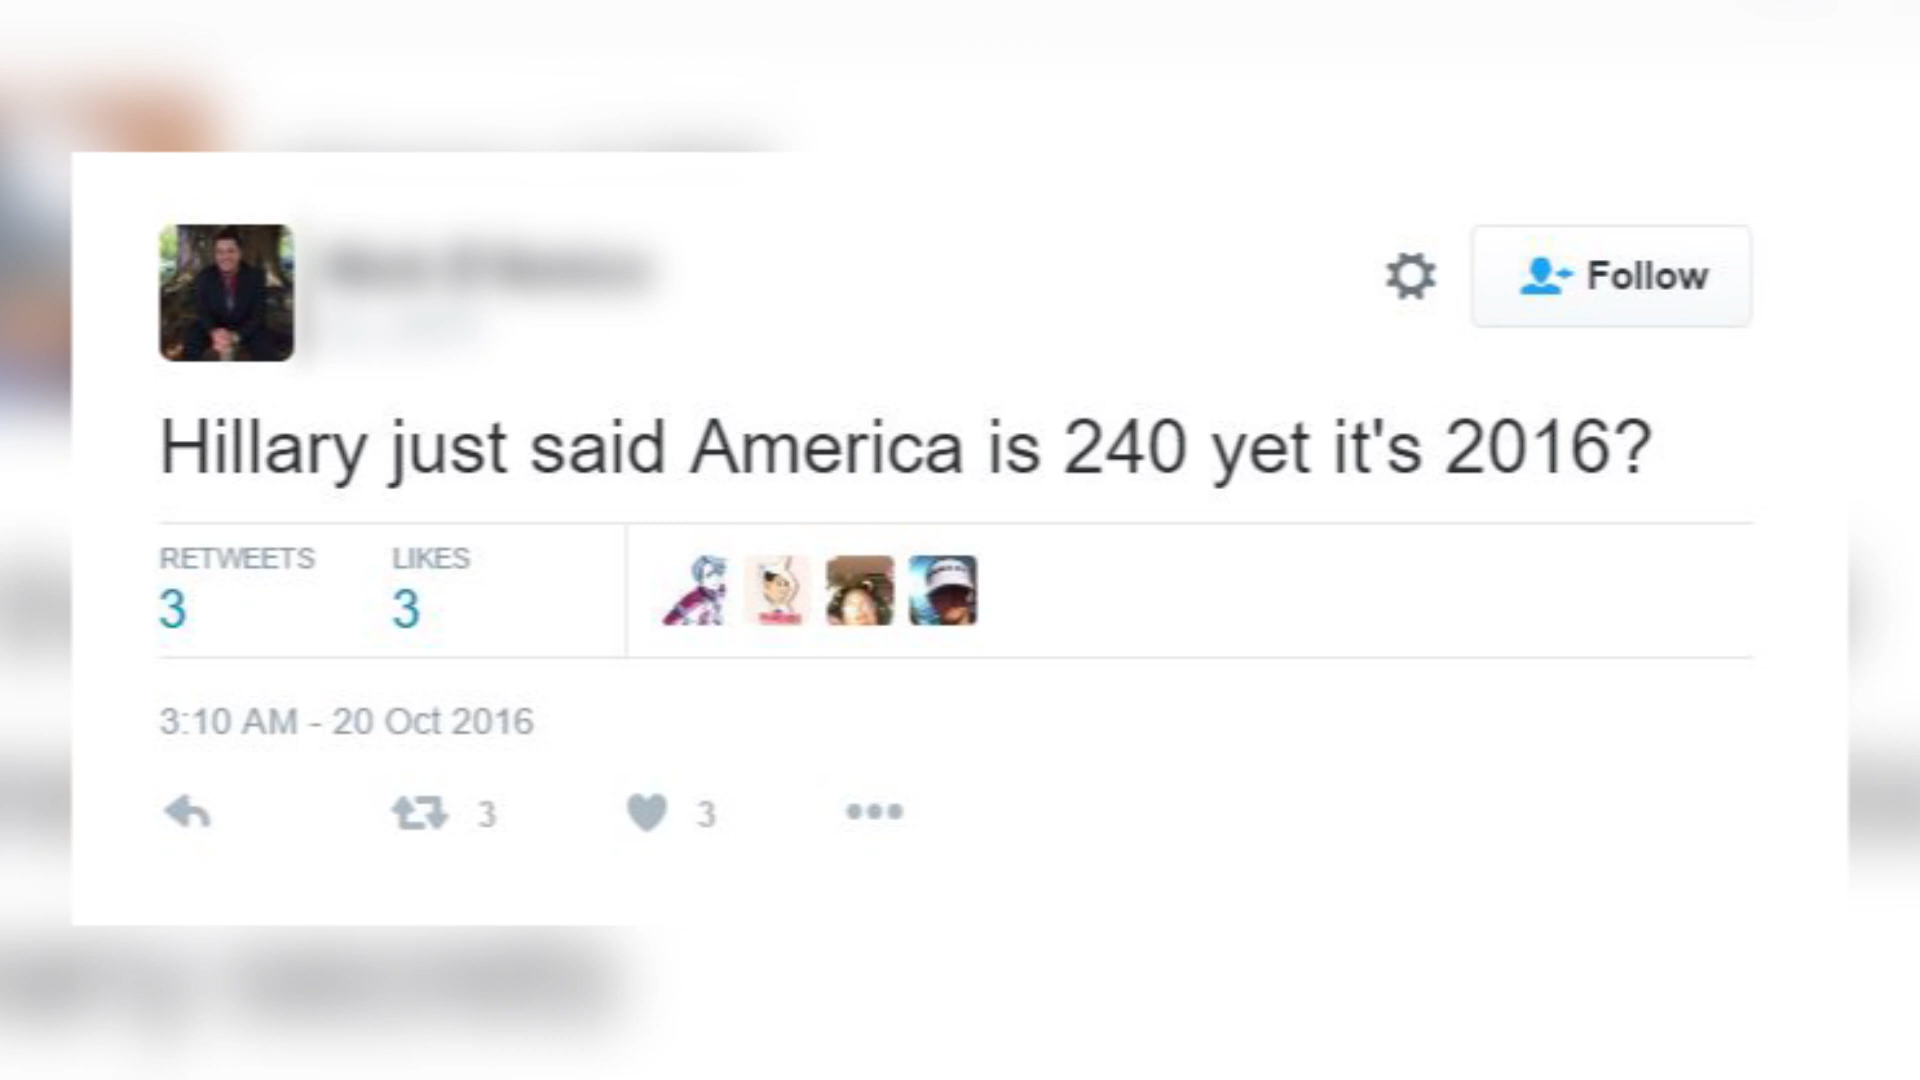 Follow
Hillary just said America is 240 yet it's 2016?
RETWEETS LIKES
3 3
3:10 AM - 20 Oct 2016
3 3